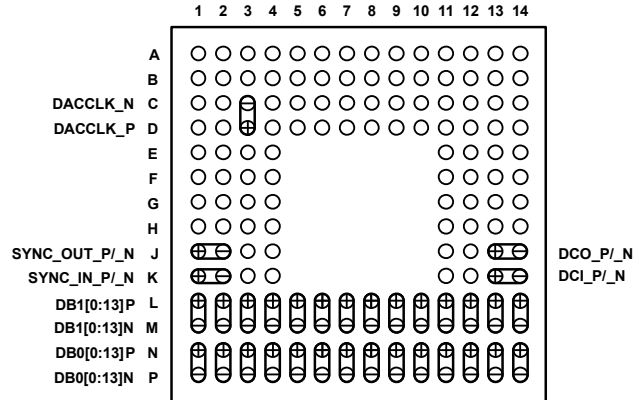 1 2 3 4 5 6 7 8 9 10 11 12 13 14
A
B
DACCLK_N C
DACCLK_P D
E
F
G
H
SYNC_OUT_P/_N J DCO_P/_N
SYNC_IN_P/_N K DCI_P/_N
DB1[0:13]P L
DB1[0:13]N M
DB0[0:13]P N
DB0[0:13]N P